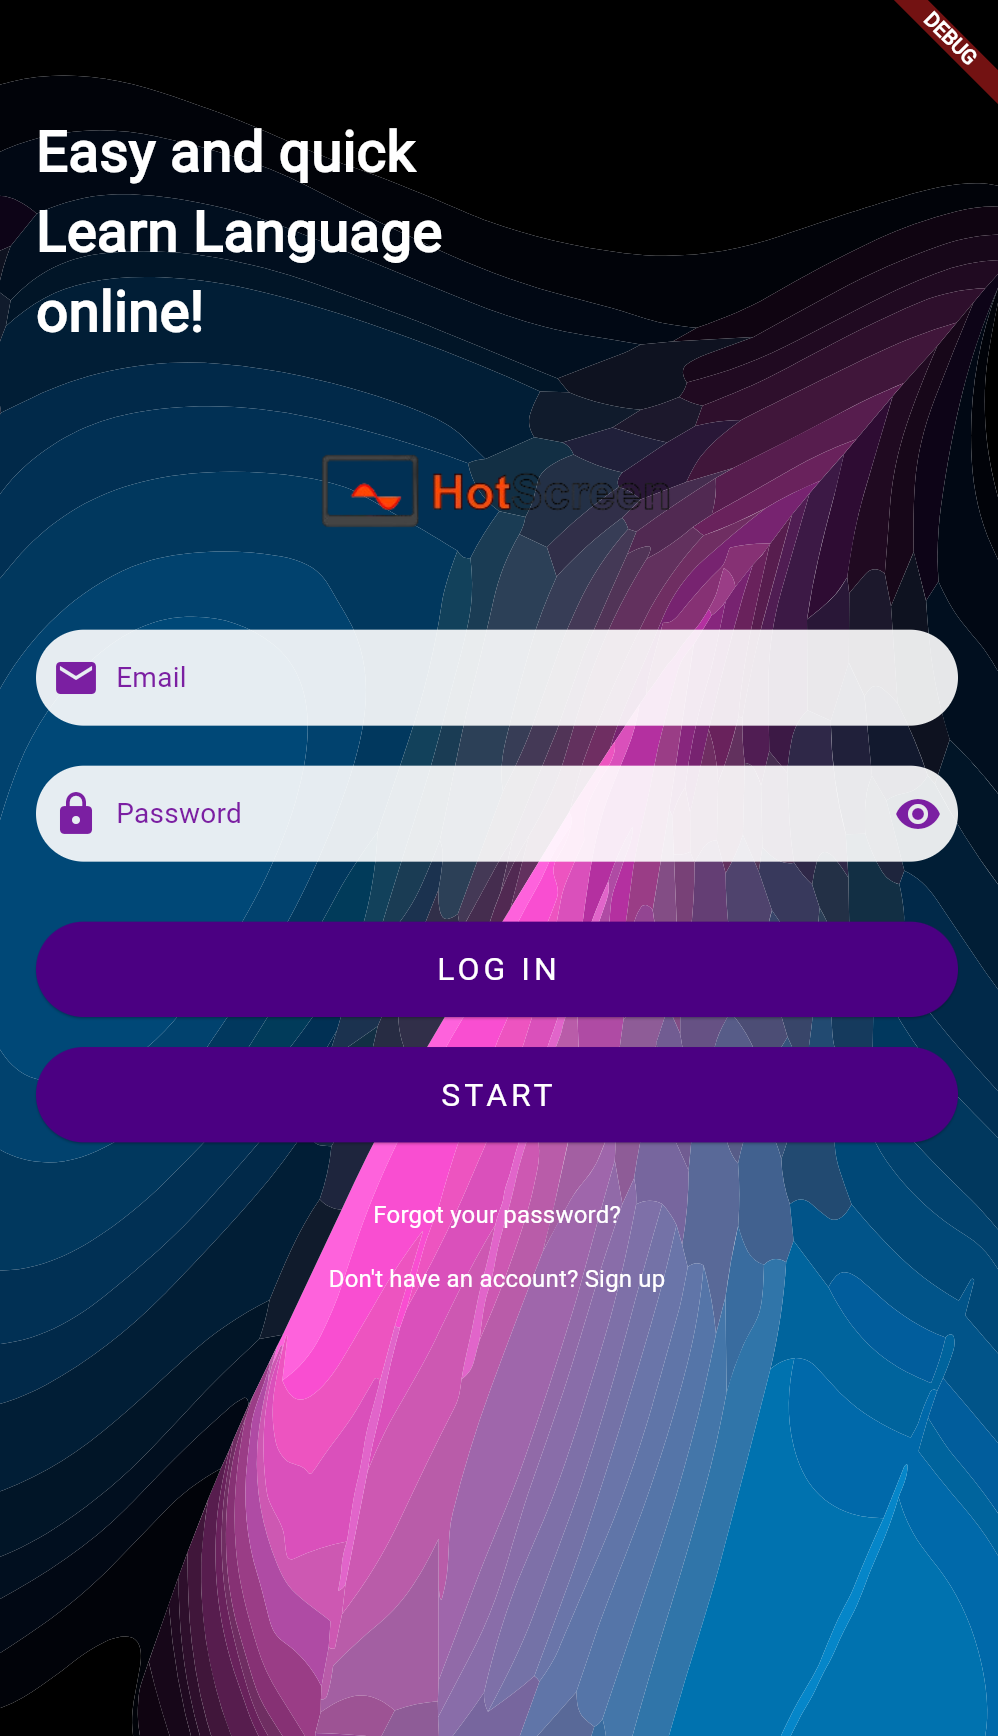 DEBUG
Easy and quick
Learn Language
online!
HotScreen
Email
Password
LOG IN
START
Forgot your password?
Don't have an account? Sign up